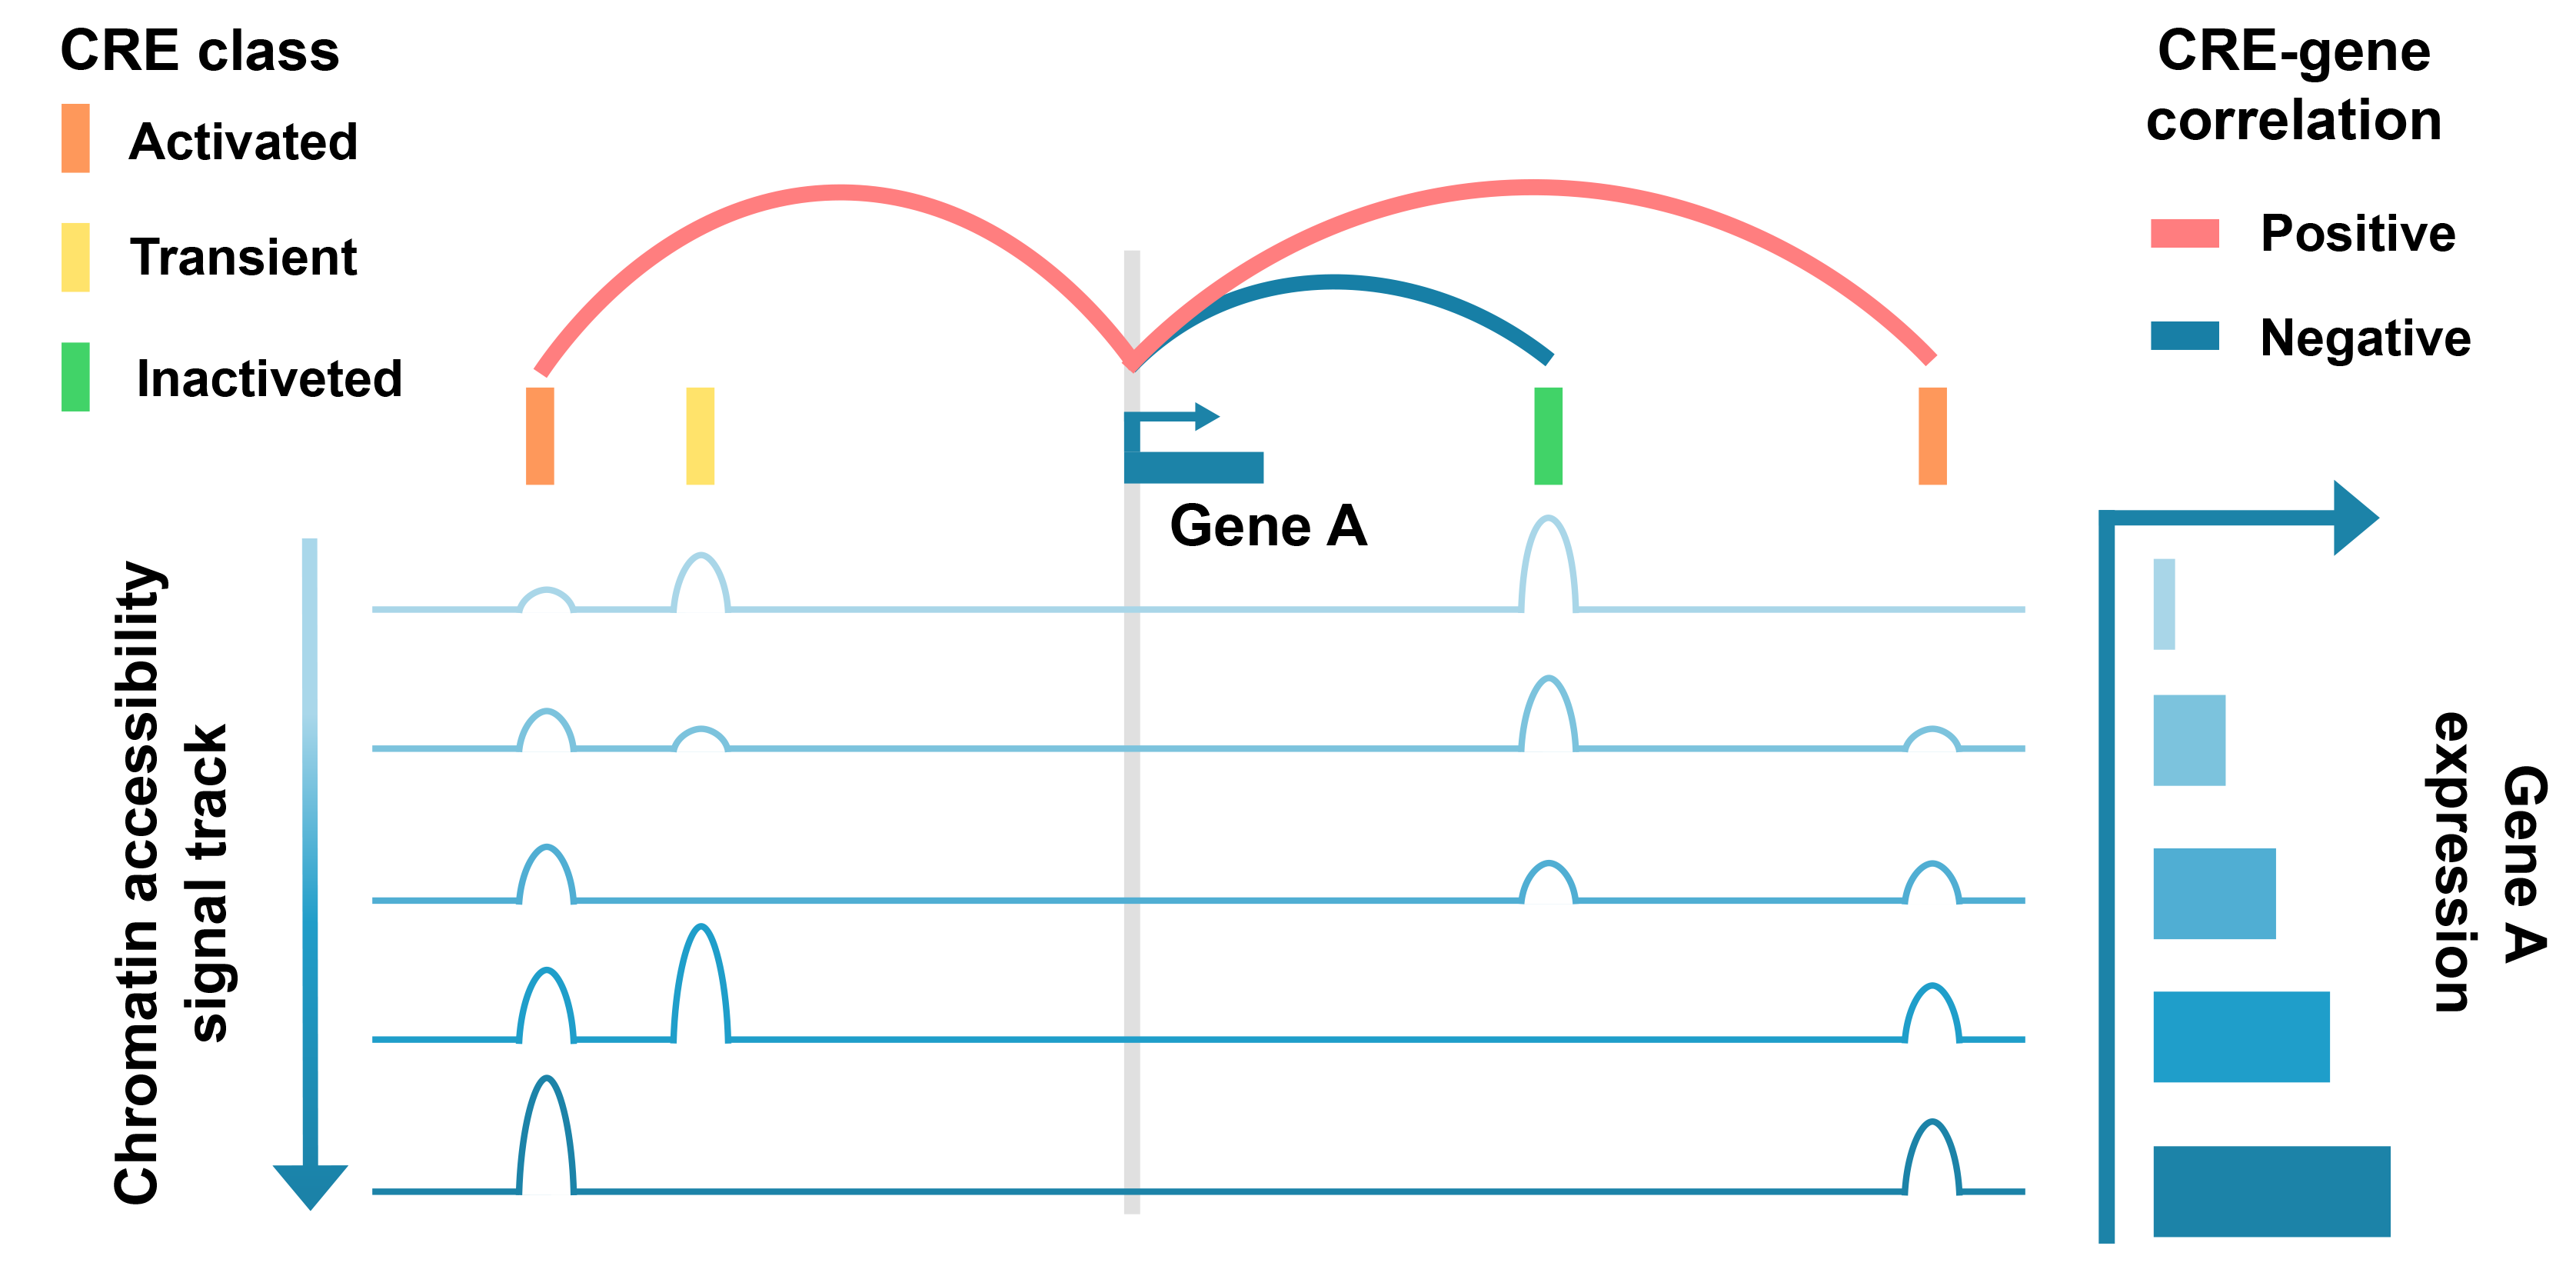 CRE class
Activated
Transient
Inactiveted
CRE-gene
correlation
Positive
Negative
Gene A
Chromatin accessibility
signal track
Gene A
expression